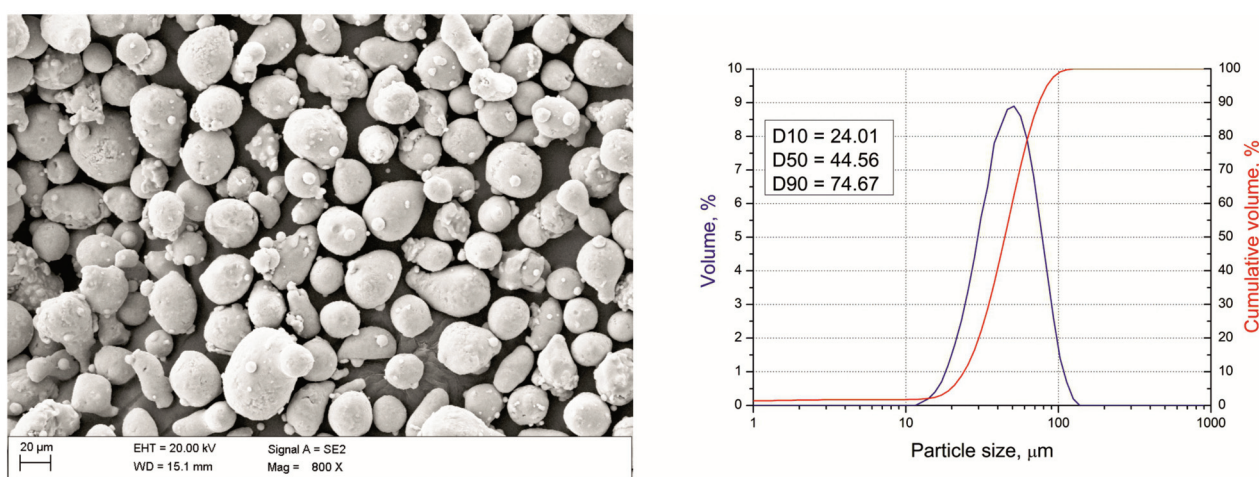 20 µm
EHT = 20.00 kV
Signal A = SE2
WD = 15.1 mm
Mag = 800 X
D10 = 24.01
D50 = 44.56
D90 = 74.67
10
9
8
7
6
5
4
3
2
1
0
Volume, %
100
90
80
70
60
50
40
30
20
10
0
Cumulative volume, %
1
10
100
1000
Particle size, µm